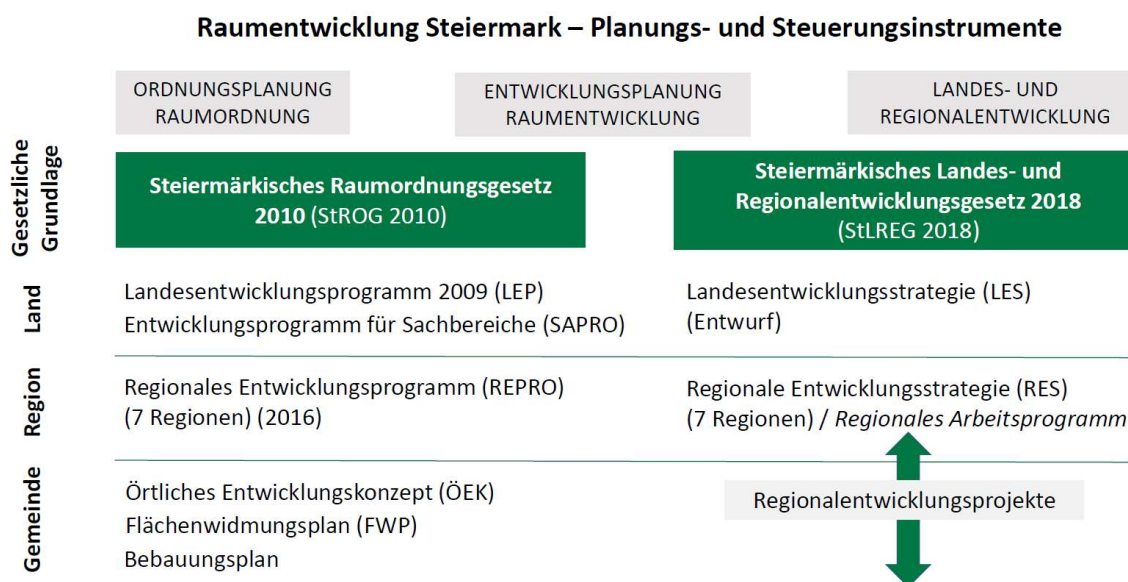 Raumentwicklung Steiermark – Planungs- und Steuerungsinstrumente
ORDNUNGSPLANUNG
RAUMORDNUNG
ENTWICKLUNGSPLANUNG
RAUMENTWICKLUNG
LANDES- UND
REGIONALENTWICKLUNG
Gesetzliche
Grundlage
Steiermärkisches Raumordnungsgesetz
2010 (StROG 2010)
Steiermärkisches Landes- und
Regionalentwicklungsgesetz 2018
(StLREG 2018)
Land
Landesentwicklungsprogramm 2009 (LEP)
Entwicklungsprogramm für Sachbereiche (SAPRO)
Landesentwicklungsstrategie (LES)
(Entwurf)
Region
Regionales Entwicklungsprogramm (REPRO)
(7 Regionen) (2016)
Regionale Entwicklungsstrategie (RES)
(7 Regionen) / Regionales Arbeitsprogramm
Gemeinde
Örtliches Entwicklungskonzept (ÖEK)
Flächenwidmungsplan (FWP)
Bebauungsplan
Regionalentwicklungsprojekte